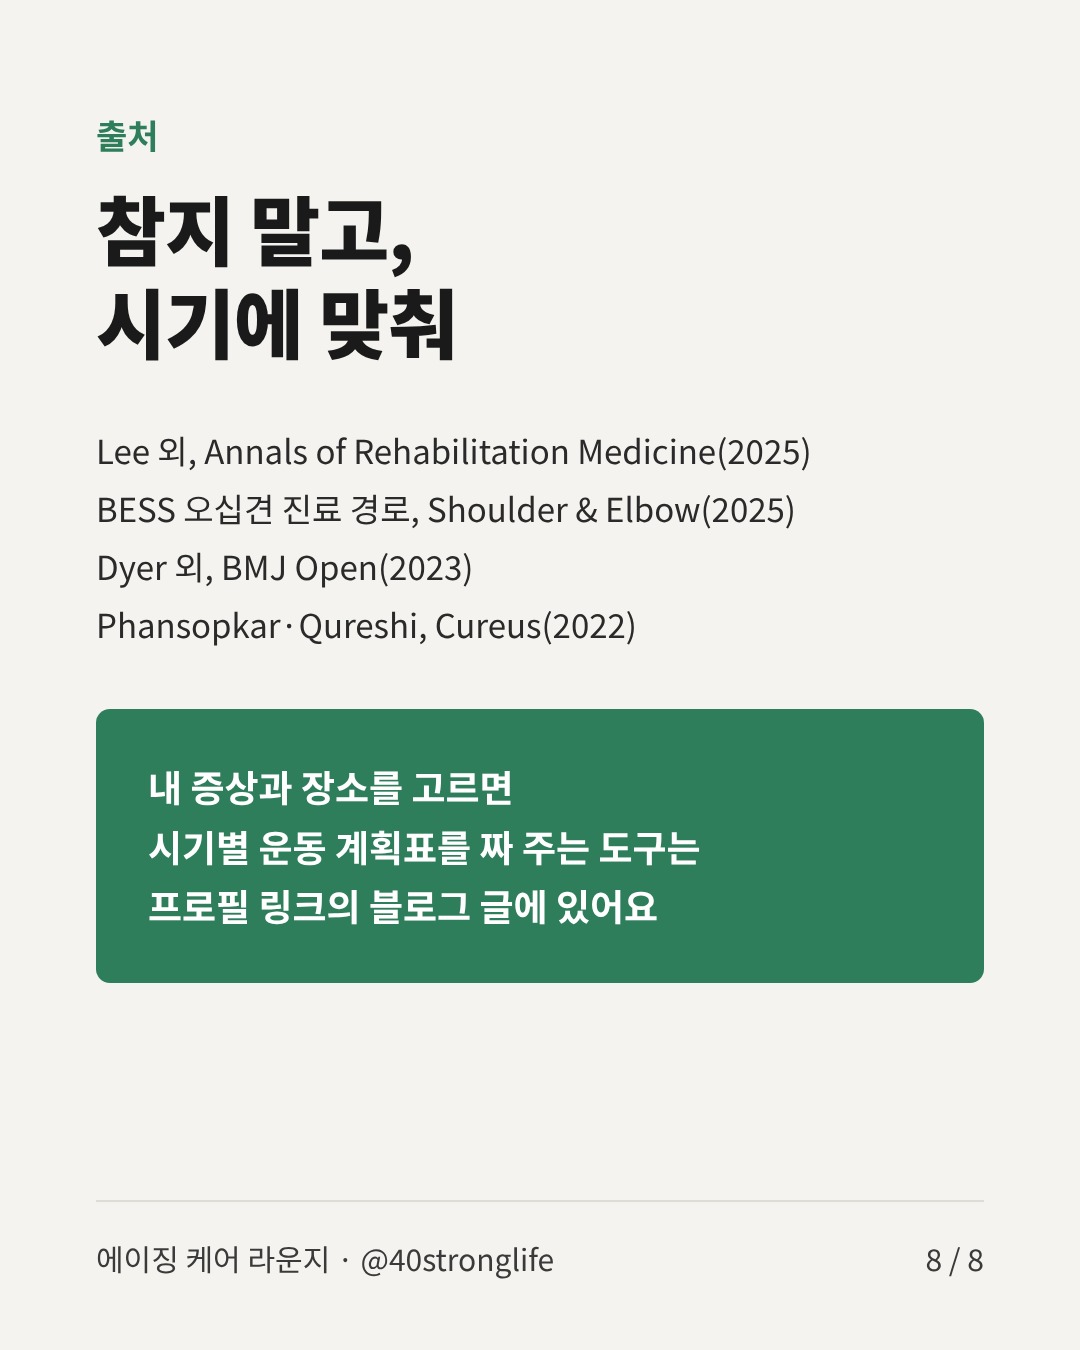 출처
참지 말고,
시기에 맞춰
Lee 외, Annals of Rehabilitation Medicine(2025)
BESS 오십견 진료 경로, Shoulder & Elbow(2025)
Dyer 외, BMJ Open(2023)
Phansopkar·Qureshi, Cureus(2022)
내 증상과 장소를 고르면
시기별 운동 계획표를 짜 주는 도구는
프로필 링크의 블로그 글에 있어요
에이징 케어 라운지 · @40stronglife
8 / 8